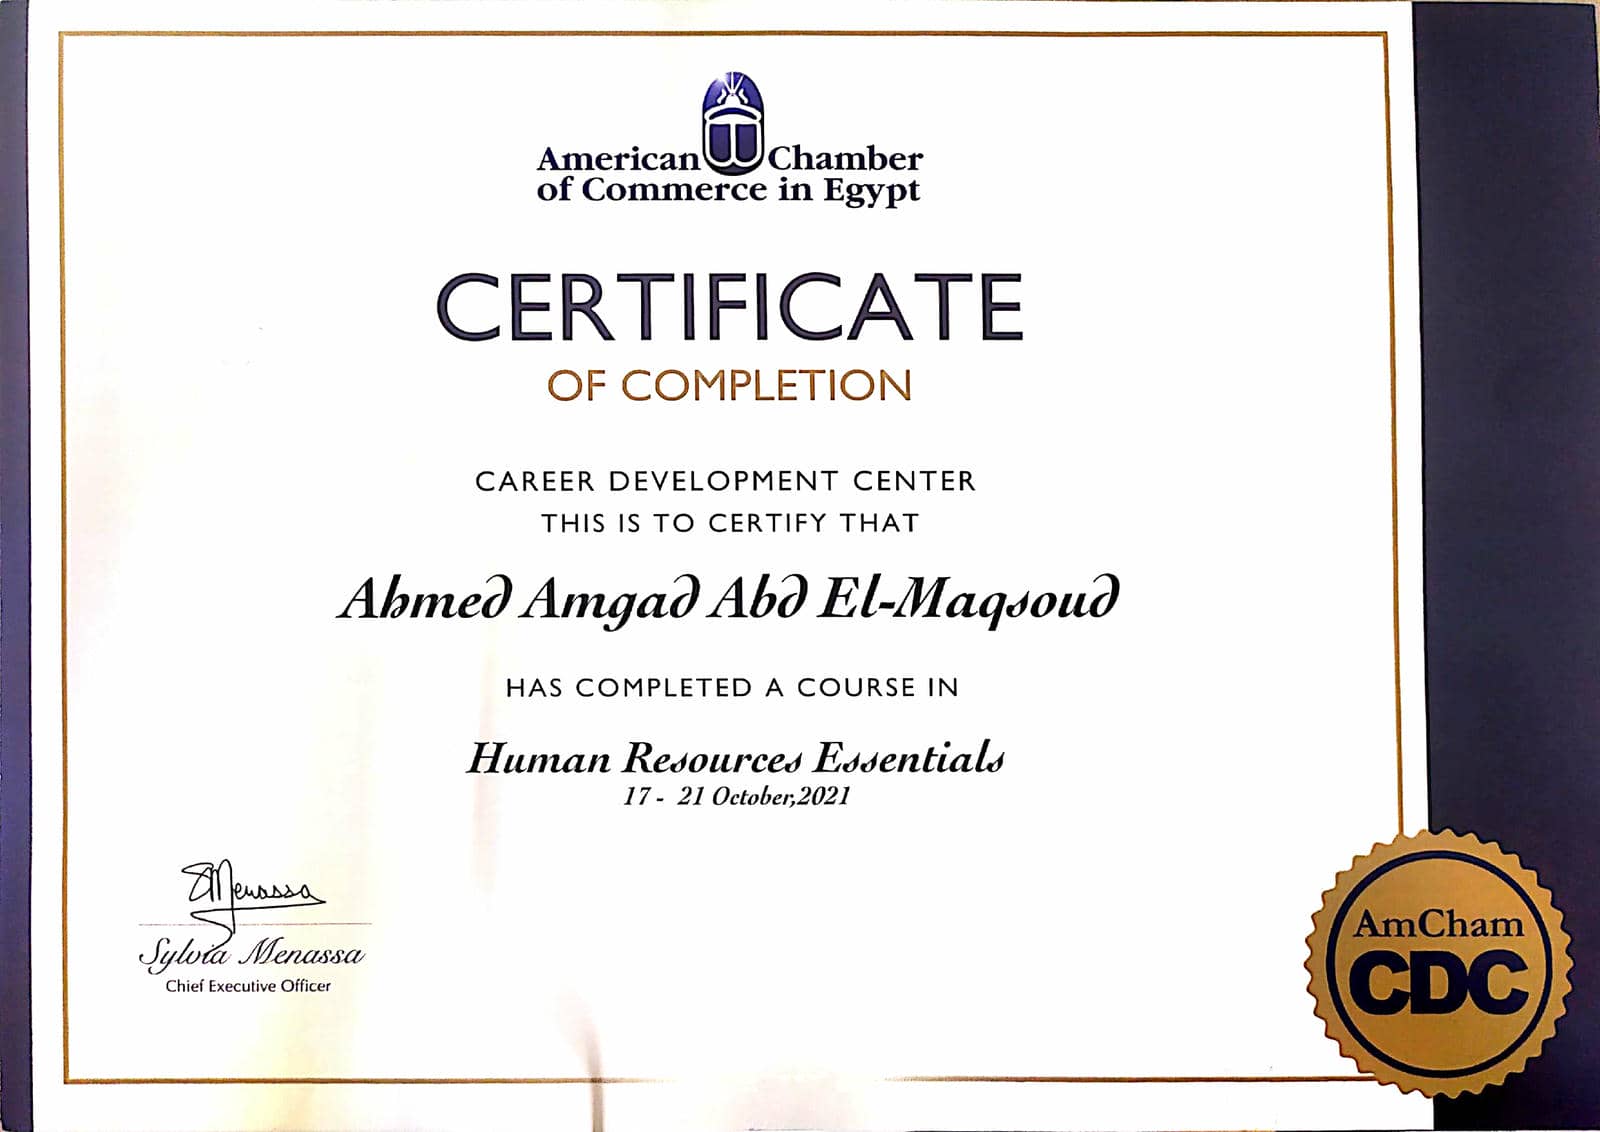 American Chamber
of Commerce in Egypt
CERTIFICATE
OF COMPLETION
CAREER DEVELOPMENT CENTER
THIS IS TO CERTIFY THAT
Ahmed Amgad Abd El-Maqsoud
HAS COMPLETED A COURSE IN
Human Resources Essentials
17 - 21 October,2021
SMenassa
Sylvia Menassa
Chief Executive Officer
AmCham
CDC